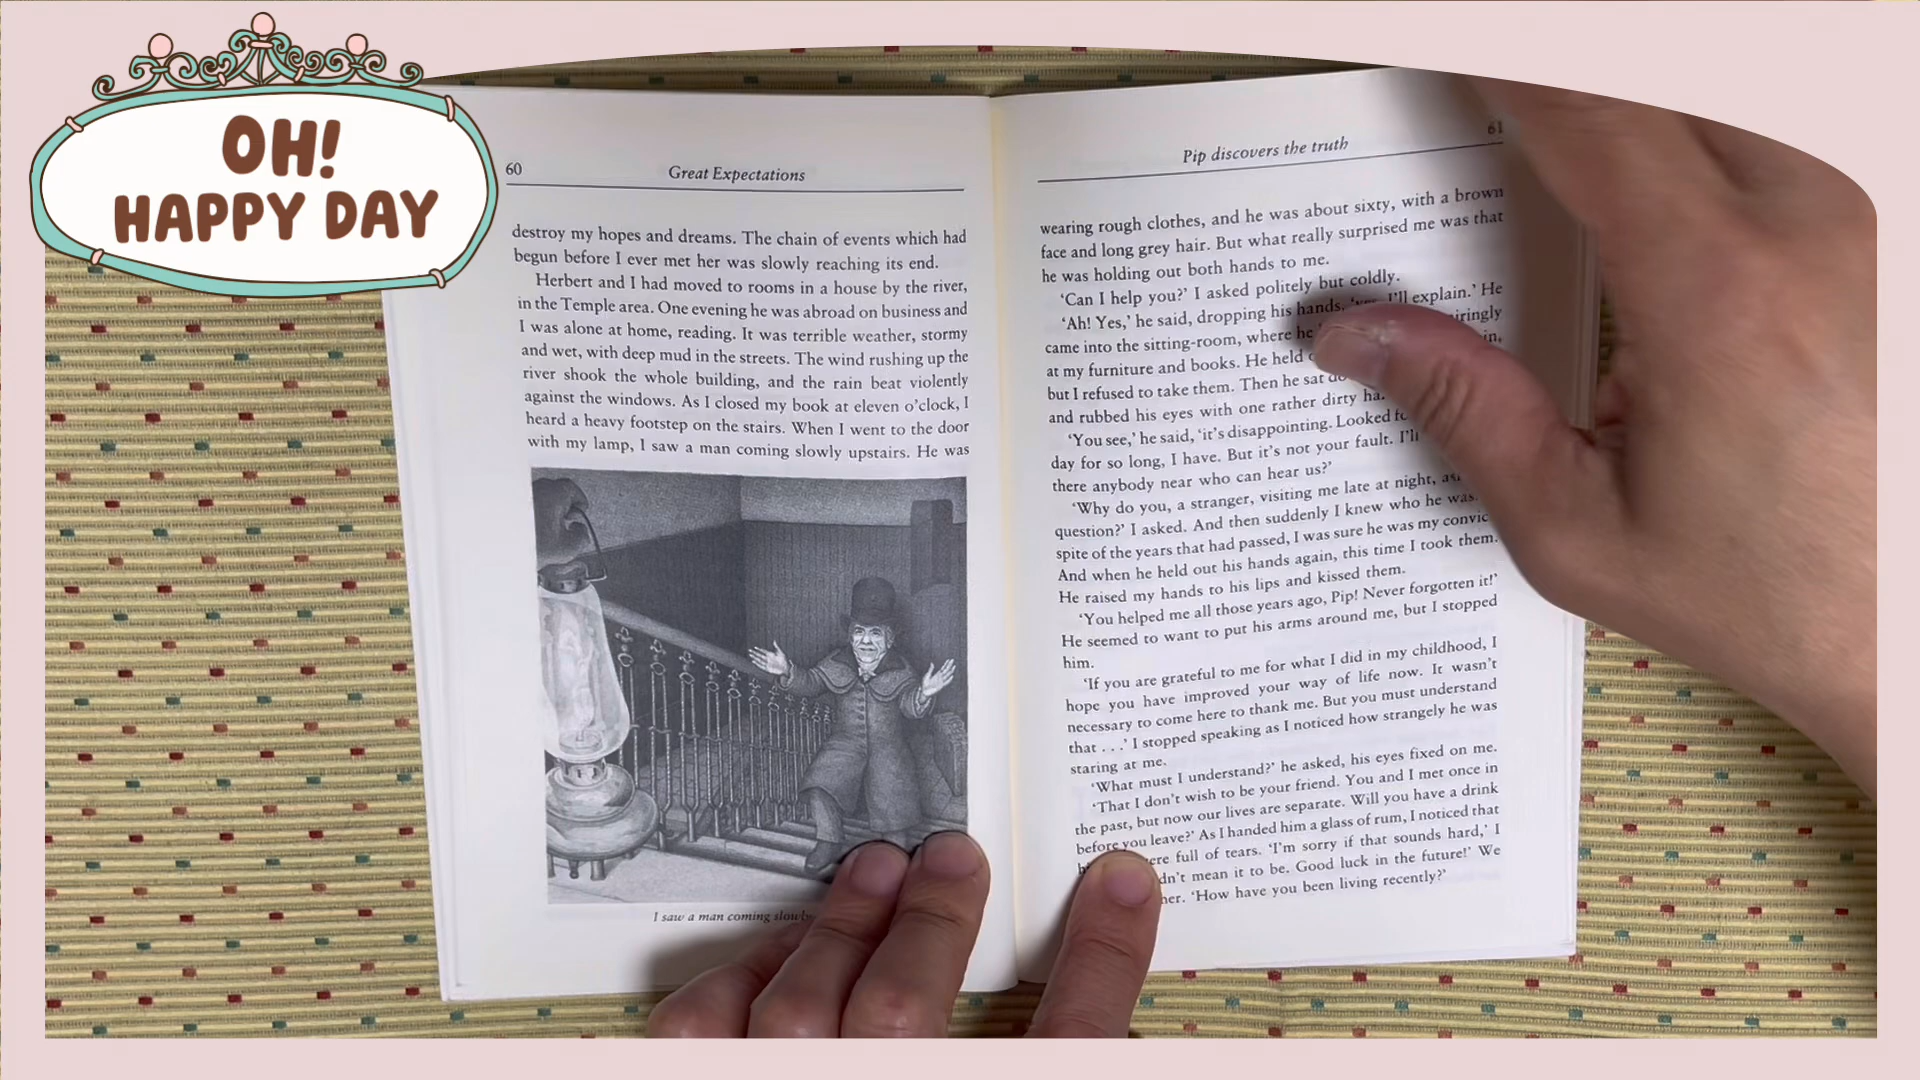 OH!
HAPPY DAY
60
Great Expectations
destroy my hopes and dreams. The chain of events which had
begun before I ever met her was slowly reaching its end.
Herbert and I had moved to rooms in a house by the river,
in the Temple area. One evening he was abroad on business and
I was alone at home, reading. It was terrible weather, stormy
and wet, with deep mud in the streets. The wind rushing up the
river shook the whole building, and the rain beat violently
against the windows. As I closed my book at eleven o’clock, I
heard a heavy footstep on the stairs. When I went to the door
with my lamp, I saw a man coming slowly upstairs. He was
I saw a man coming slowly
61
Pip discovers the truth
wearing rough clothes, and he was about sixty, with a brown
face and long grey hair. But what really surprised me was that
he was holding out both hands to me.
‘Can I help you?’ I asked politely but coldly.
‘Ah! Yes,’ he said, dropping his hands, I’ll explain.’ He
came into the sitting-room, where he
at my furniture and books. He held
but I refused to take them. Then he sat
and rubbed his eyes with one rather dirty
‘You see,’ he said, ‘it’s disappointing. Looked
day for so long, I have. But it’s not your fault. I’ll
there anybody near who can hear us?’
‘Why do you, a stranger, visiting me late at night,
question?’ I asked. And then suddenly I knew who he was.
spite of the years that had passed, I was sure he was my
And when he held out his hands again, this time I took them.
He raised my hands to his lips and kissed them.
‘You helped me all those years ago, Pip! Never forgotten it!’
He seemed to want to put his arms around me, but I stopped
him.
‘If you are grateful to me for what I did in my childhood, I
hope you have improved your way of life now. It wasn’t
necessary to come here to thank me. But you must understand
that . . .’ I stopped speaking as I noticed how strangely he was
staring at me.
‘What must I understand?’ he asked, his eyes fixed on me.
‘That I don’t wish to be your friend. You and I met once in
the past, but now our lives are separate. Will you have a drink
before you leave?’ As I handed him a glass of rum, I noticed that
full of tears. ‘I’m sorry if that sounds hard,’ I
mean it to be. Good luck in the future!’ We
‘How have you been living recently?’